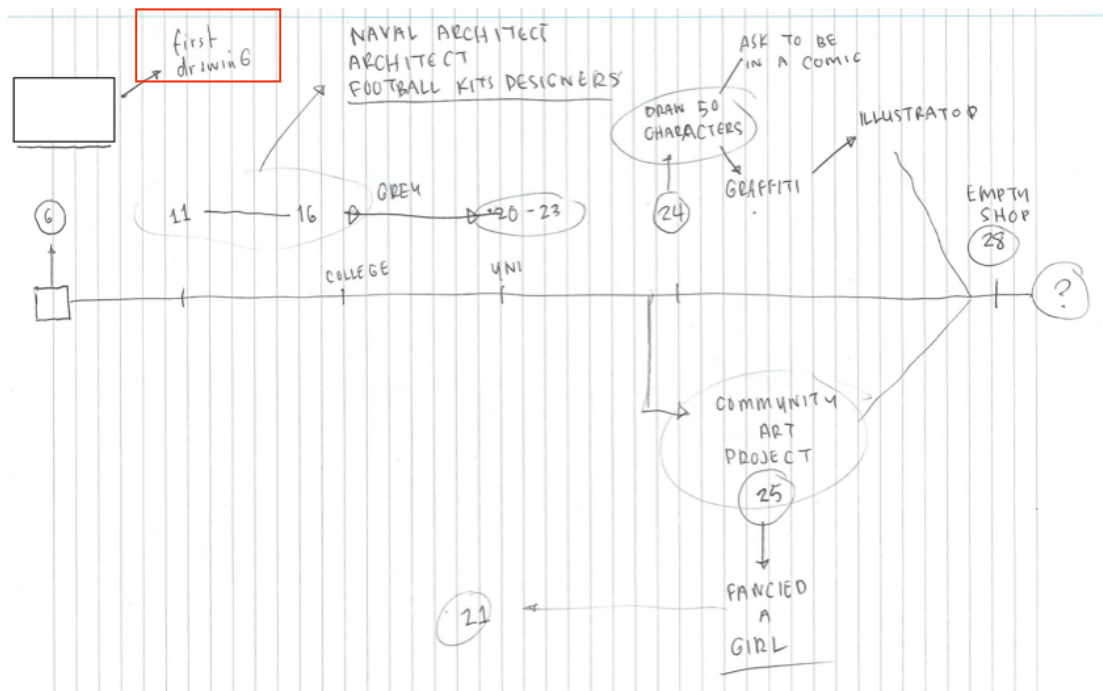 first
drawinG
NAVAL ARCHITECT
ARCHITECT
FOOTBALL KITS DESIGNERS
ASK TO BE
IN A COMIC
DRAW 50
CHARACTERS
ILLUSTRATOR
GRAFFITI
GREY
6
11
16
20-23
24
EMPTY
SHOP
28
COLLEGE
UNI
?
COMMUNITY
ART
PROJECT
25
FANCIED
A
GIRL
21